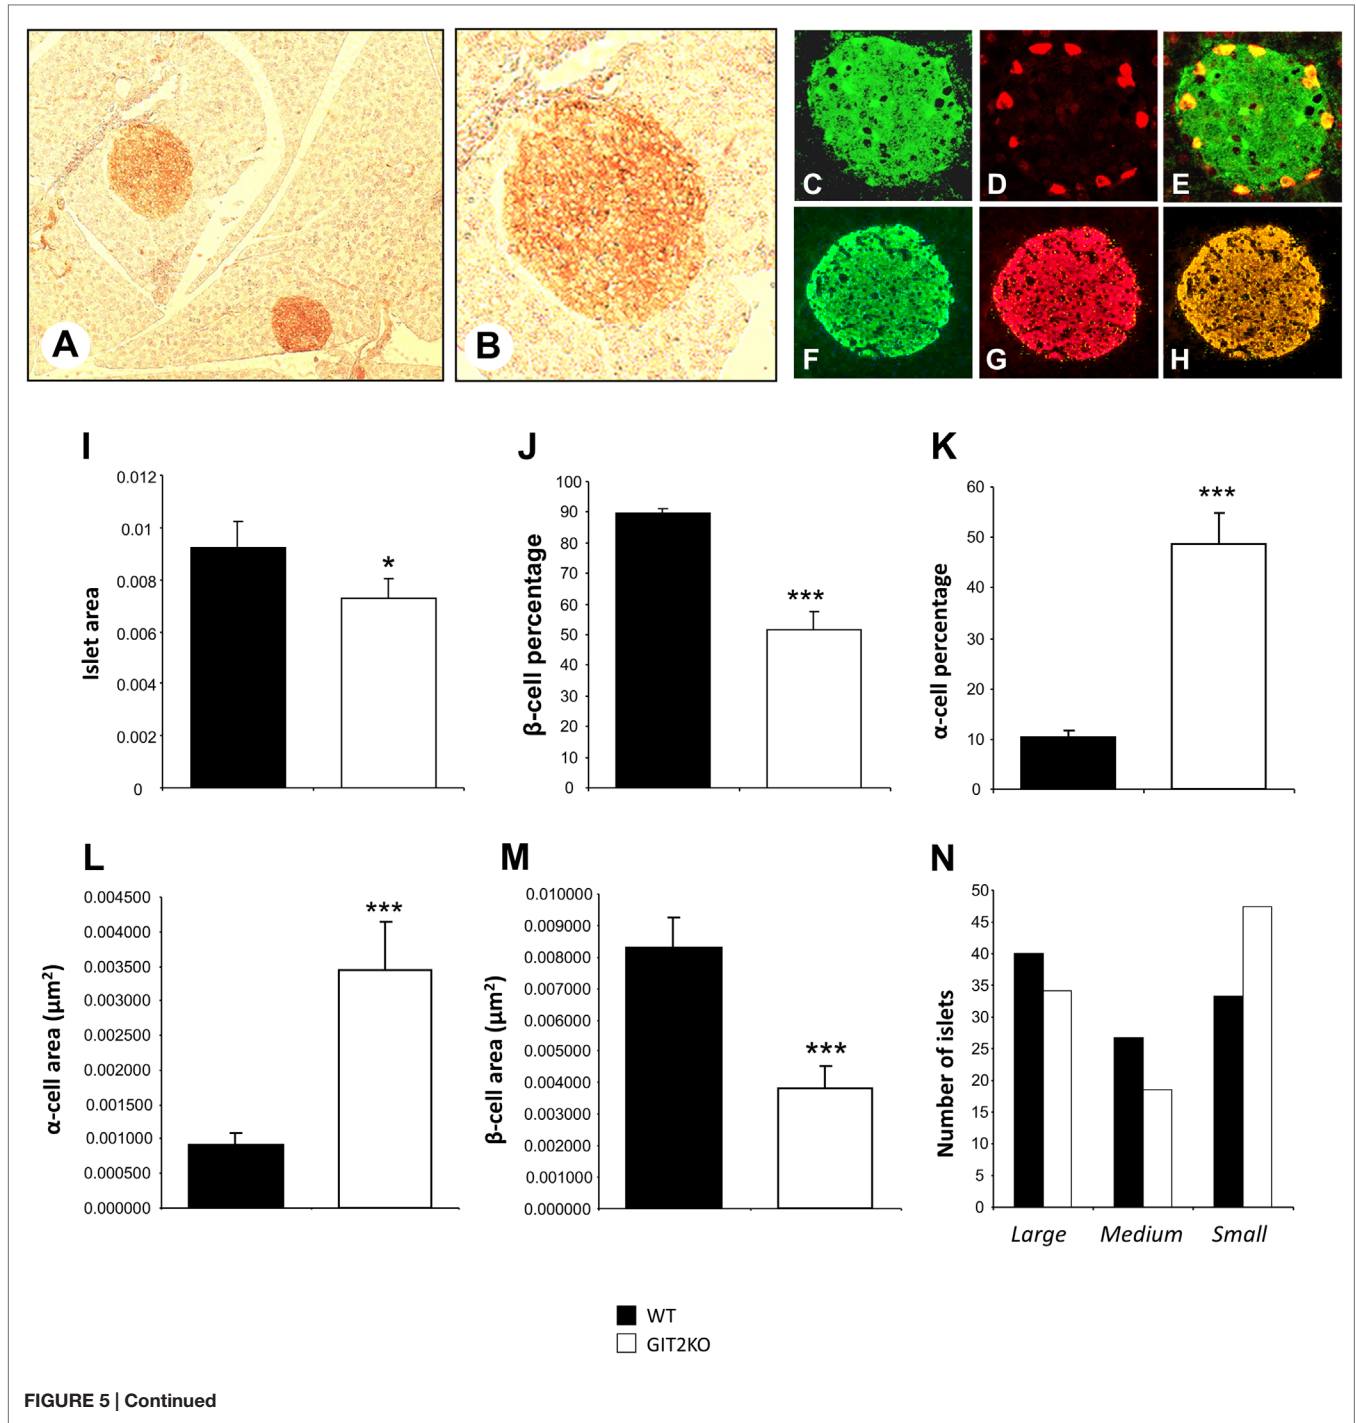 A
B
C
D
E
F
G
H
I
0.012
0.01
0.008
0.006
0.004
0.002
0
Islet area
*
J
100
90
80
70
60
50
40
30
20
10
0
β-cell percentage
***
K
60
50
40
30
20
10
0
α-cell percentage
***
L
0.004500
0.004000
0.003500
0.003000
0.002500
0.002000
0.001500
0.001000
0.000500
0.000000
α-cell area (µm²)
***
M
0.010000
0.009000
0.008000
0.007000
0.006000
0.005000
0.004000
0.003000
0.002000
0.001000
0.000000
β-cell area (µm²)
***
N
50
45
40
35
30
25
20
15
10
5
0
Number of islets
Large Medium Small
WT
GIT2KO
FIGURE 5 | Continued